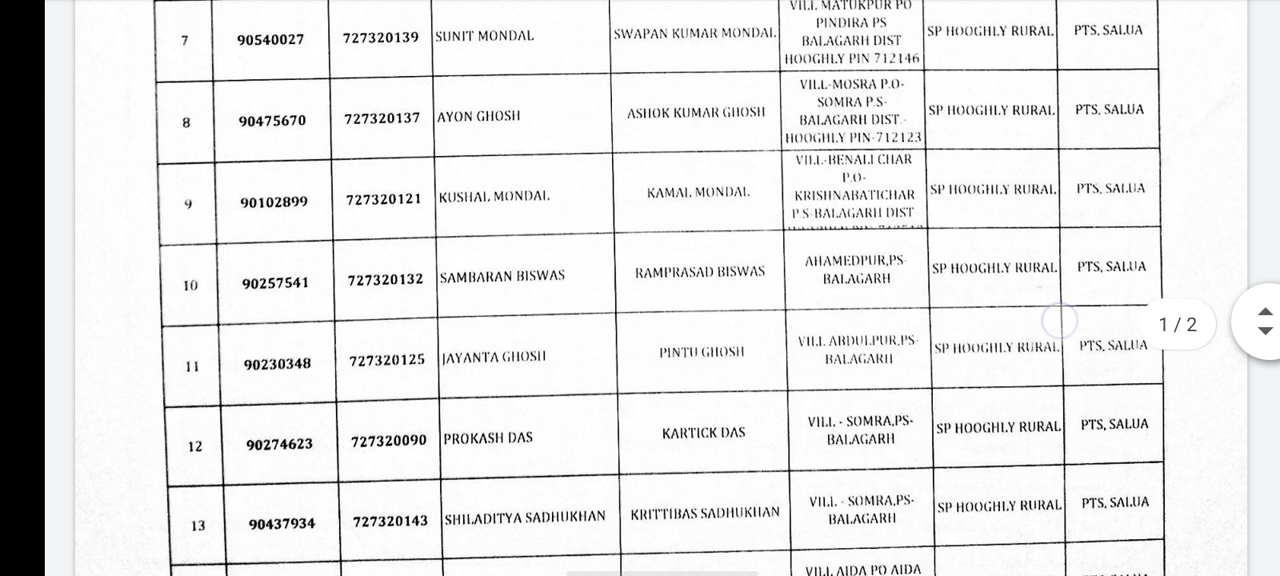 7 90540027 727320139 SUNIT MONDAL SWAPAN KUMAR MONDAL VILL MATUKPUR PO PINDIRA PS BALAGARH DIST HOOGHLY PIN 712146 SP HOOGHLY RURAL PTS, SALUA
8 90475670 727320137 AYON GHOSH ASHOK KUMAR GHOSH VILL-MOSRA P.O- SOMRA P.S- BALAGARH DIST.- HOOGHLY PIN-712123 SP HOOGHLY RURAL PTS, SALUA
9 90102899 727320121 KUSHAL MONDAL KAMAL MONDAL VILL-BENALI CHAR P.O- KRISHNABATICHAR P.S-BALAGARH DIST SP HOOGHLY RURAL PTS, SALUA
10 90257541 727320132 SAMBARAN BISWAS RAMPRASAD BISWAS AHAMEDPUR,PS- BALAGARH SP HOOGHLY RURAL PTS, SALUA
11 90230348 727320125 JAYANTA GHOSH PINTU GHOSH VILL ABDULPUR,PS- BALAGARH SP HOOGHLY RURAL PTS, SALUA
1 / 2
12 90274623 727320090 PROKASH DAS KARTICK DAS VILL - SOMRA,PS- BALAGARH SP HOOGHLY RURAL PTS, SALUA
13 90437934 727320143 SHILADITYA SADHUKHAN KRITTIBAS SADHUKHAN VILL - SOMRA,PS- BALAGARH SP HOOGHLY RURAL PTS, SALUA
VILL AIDA PO AIDA